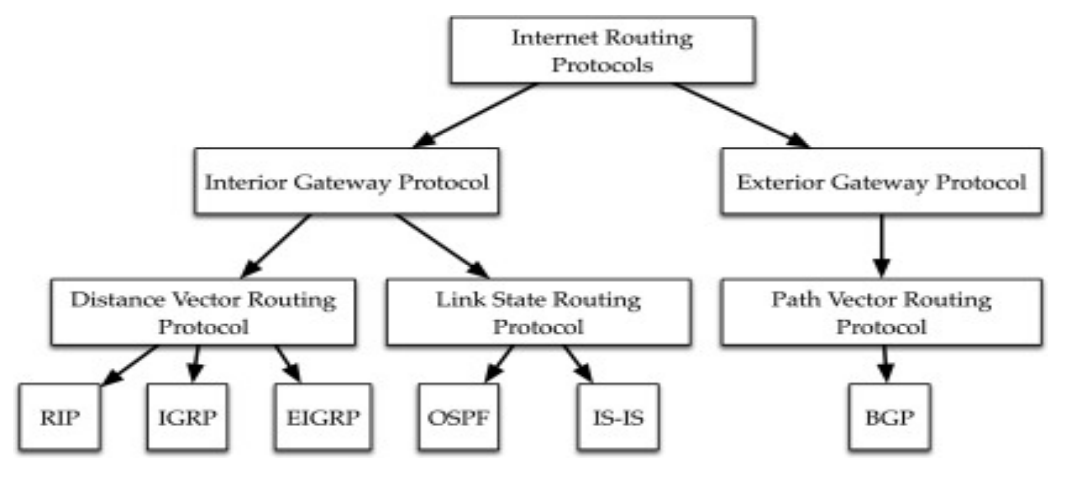 Internet Routing
Protocols
Interior Gateway Protocol
Exterior Gateway Protocol
Distance Vector Routing
Protocol
Link State Routing
Protocol
Path Vector Routing
Protocol
RIP
IGRP
EIGRP
OSPF
IS-IS
BGP